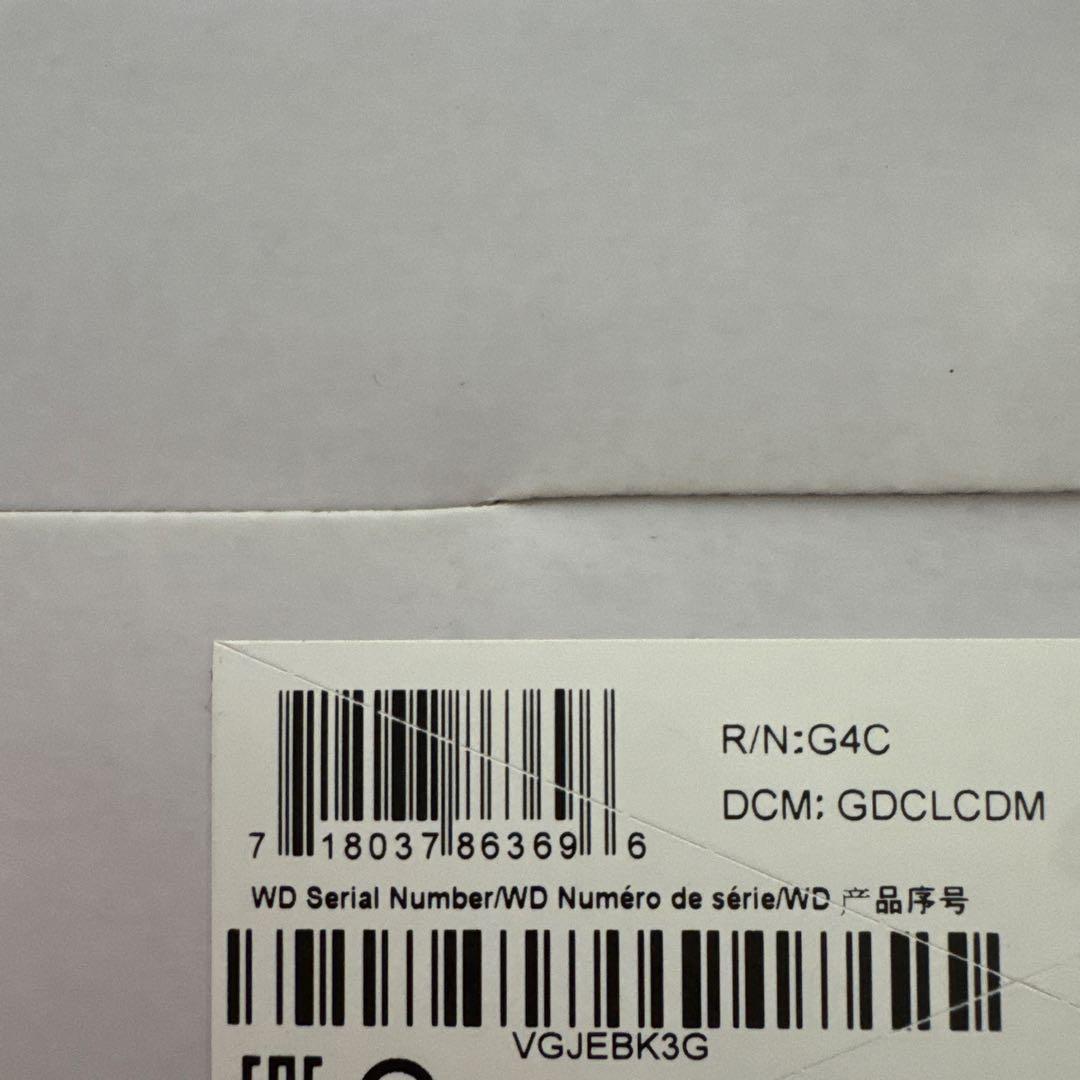 7 18037 86369 6
R/N:G4C
DCM: GDCLCDM
WD Serial Number/WD Numéro de série/WD 产品序号
VGJEBK3G